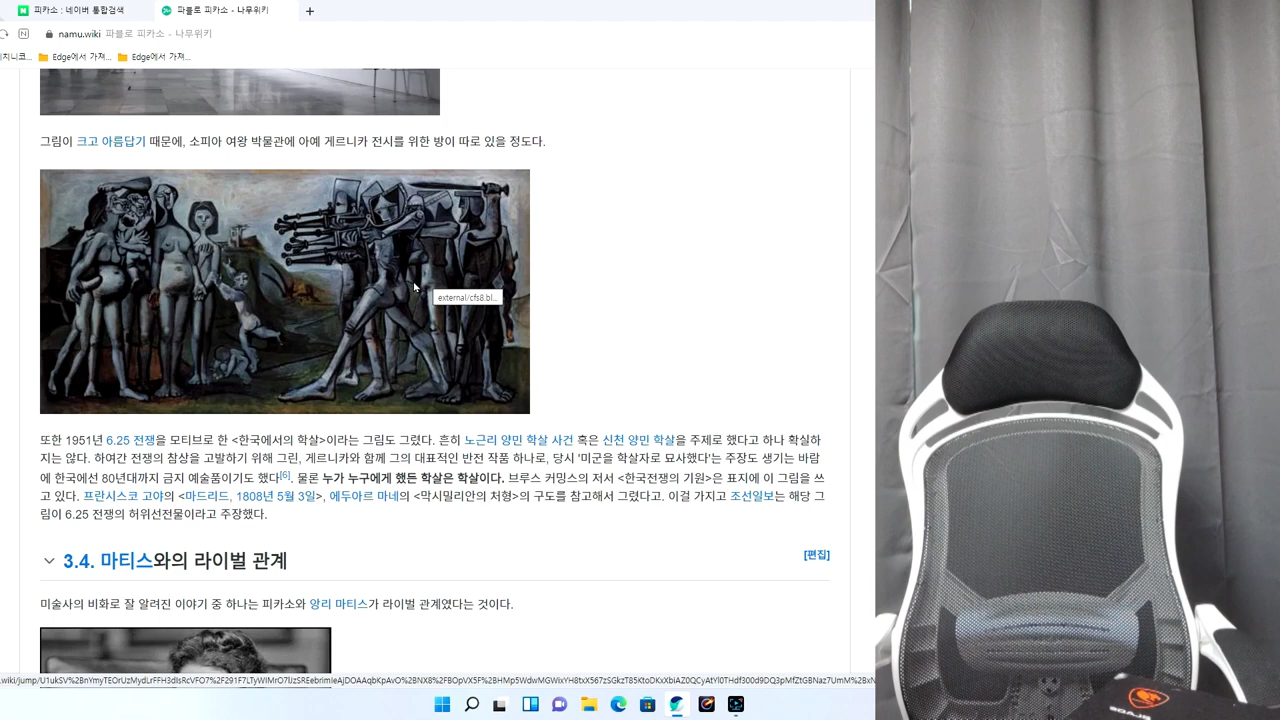 피카소 : 네이버 통합검색
파블로 피카소 - 나무위키
namu.wiki 파블로 피카소 - 나무위키
Edge에서 가져... Edge에서 가져...
그림이 크고 아름답기 때문에, 소피아 여왕 박물관에 아예 게르니카 전시를 위한 방이 따로 있을 정도다.
external/cfs8.bl...
또한 1951년 6.25 전쟁을 모티브로 한 <한국에서의 학살>이라는 그림도 그렸다. 흔히 노근리 양민 학살 사건 혹은 신천 양민 학살을 주제로 했다고 하나 확실하
지는 않다. 하여간 전쟁의 참상을 고발하기 위해 그린, 게르니카와 함께 그의 대표적인 반전 작품 하나로, 당시 '미군을 학살자로 묘사했다'는 주장도 생기는 바람
에 한국에선 80년대까지 금지 예술품이기도 했다[6]. 물론 누가 누구에게 했든 학살은 학살이다. 브루스 커밍스의 저서 <한국전쟁의 기원>은 표지에 이 그림을 쓰
고 있다. 프란시스코 고야의 <마드리드, 1808년 5월 3일>, 에두아르 마네의 <막시밀리안의 처형>의 구도를 참고해서 그렸다고. 이걸 가지고 조선일보는 해당 그
림이 6.25 전쟁의 허위선전물이라고 주장했다.
3.4. 마티스와의 라이벌 관계
[편집]
미술사의 비화로 잘 알려진 이야기 중 하나는 피카소와 앙리 마티스가 라이벌 관계였다는 것이다.